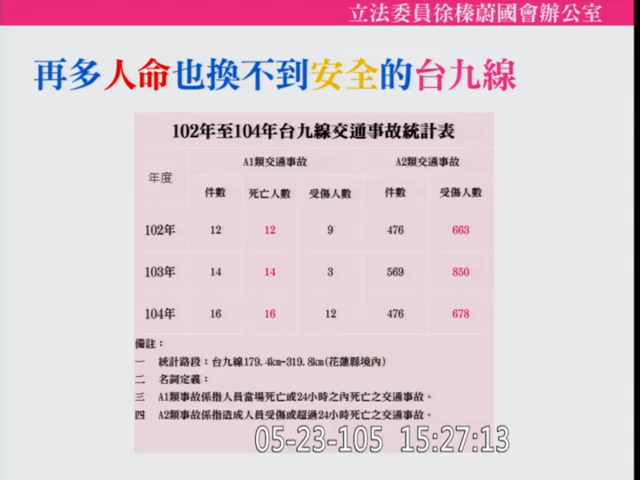 立法委員徐榛蔚國會辦公室
再多人命也換不到安全的台九線
102年至104年台九線交通事故統計表
年度 A1類交通事故 A2類交通事故
件數 死亡人數 受傷人數 件數 受傷人數
102年 12 12 9 476 663
103年 14 14 3 569 850
104年 16 16 12 476 678
備註：
一 統計路段：台九線179.4km-319.8km(花蓮縣境內)
二 名詞定義：
三 A1類事故係指人員當場死亡或24小時之內死亡之交通事故。
四 A2類事故係指造成人員受傷或超過24小時死亡之交通事故。
05-23-105 15:27:13